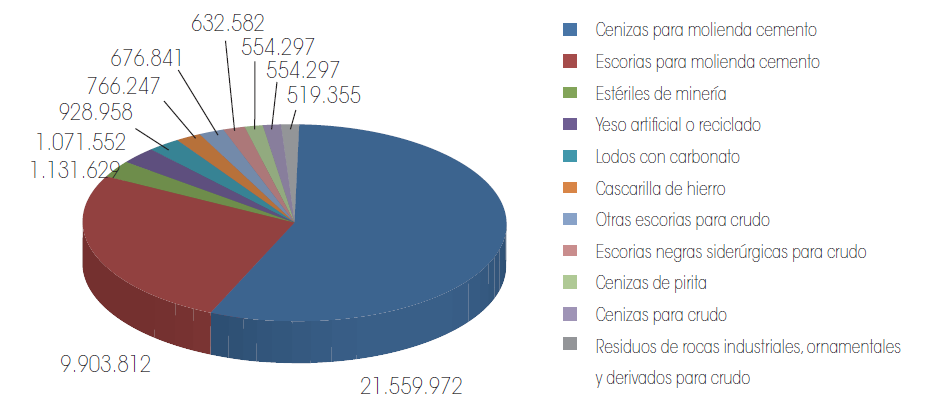 632.582
554.297
676.841
554.297
766.247
519.355
928.958
1.071.552
1.131.629
9.903.812
21.559.972
Cenizas para molienda cemento
Escorias para molienda cemento
Estériles de minería
Yeso artificial o reciclado
Lodos con carbonato
Cascarilla de hierro
Otras escorias para crudo
Escorias negras siderúrgicas para crudo
Cenizas de pirita
Cenizas para crudo
Residuos de rocas industriales, ornamentales
y derivados para crudo